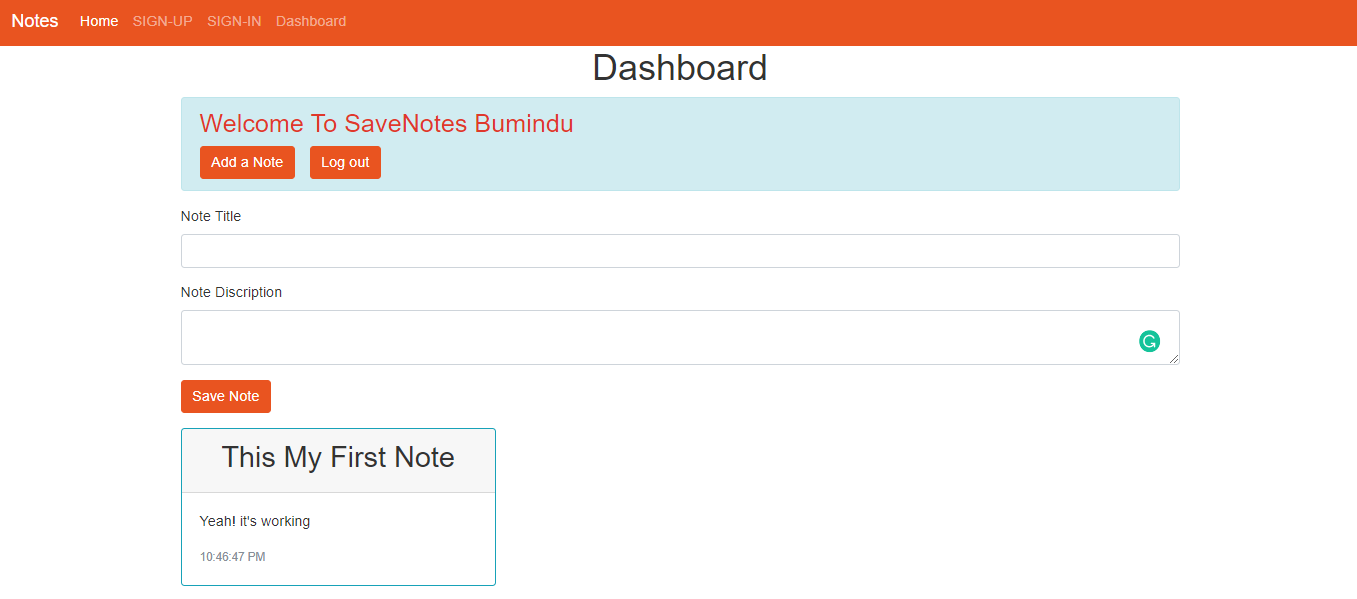 Notes Home SIGN-UP SIGN-IN Dashboard
Dashboard
Welcome To SaveNotes Bumindu
Add a Note Log out
Note Title
Note Discription
Save Note
This My First Note
Yeah! it's working
10:46:47 PM